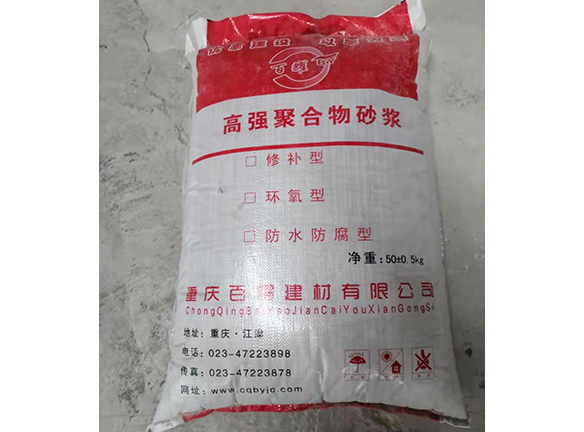 高强聚合物砂浆
□ 修补型
□ 环氧型
□ 防水防腐型
净重:50±0.5kg
重庆百耀建材有限公司
地址:重庆·江津
电话:023-47223898
传真:023-47223878
网址:www.cqbyjc.com